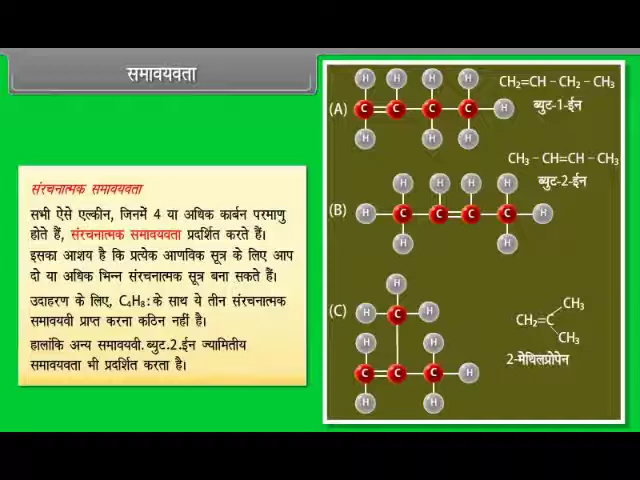 समावयवता
संरचनात्मक समावयवता
सभी ऐसे एल्कीन, जिनमें 4 या अधिक कार्बन परमाणु
होते हैं, संरचनात्मक समावयवता प्रदर्शित करते हैं।
इसका आशय है कि प्रत्येक आणविक सूत्र के लिए आप
दो या अधिक भिन्न संरचनात्मक सूत्र बना सकते हैं।
उदाहरण के लिए, C₄H₈: के साथ ये तीन संरचनात्मक
समावयवी प्राप्त करना कठिन नहीं है।
हालांकि अन्य समावयवी.ब्युट.2.ईन ज्यामितीय
समावयवता भी प्रदर्शित करता है।
H H H H
(A) C C C C H
H H H
CH₂=CH – CH₂ – CH₃
ब्युट-1-ईन
CH₃ – CH=CH – CH₃
ब्युट-2-ईन
H H H H
(B) H C C C C H
H H
H
(C) H C H
H H
C C C H
H H
CH₃
CH₂=C
CH₃
2-मेथिलप्रोपेन